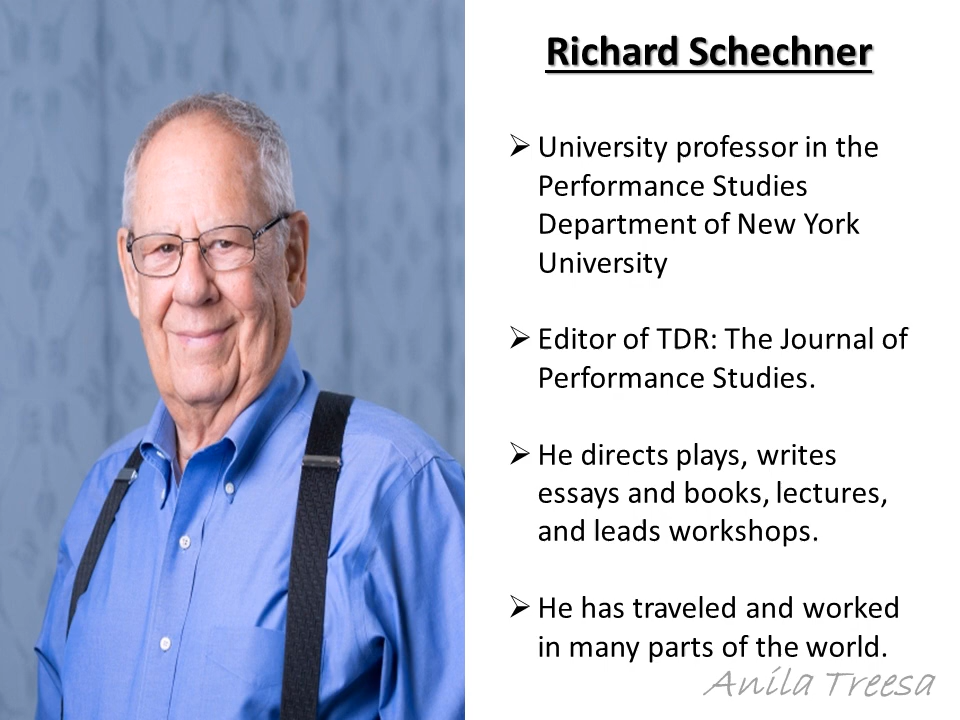 Richard Schechner
➢ University professor in the
Performance Studies
Department of New York
University
➢ Editor of TDR: The Journal of
Performance Studies.
➢ He directs plays, writes
essays and books, lectures,
and leads workshops.
➢ He has traveled and worked
in many parts of the world.
Anila Treesa